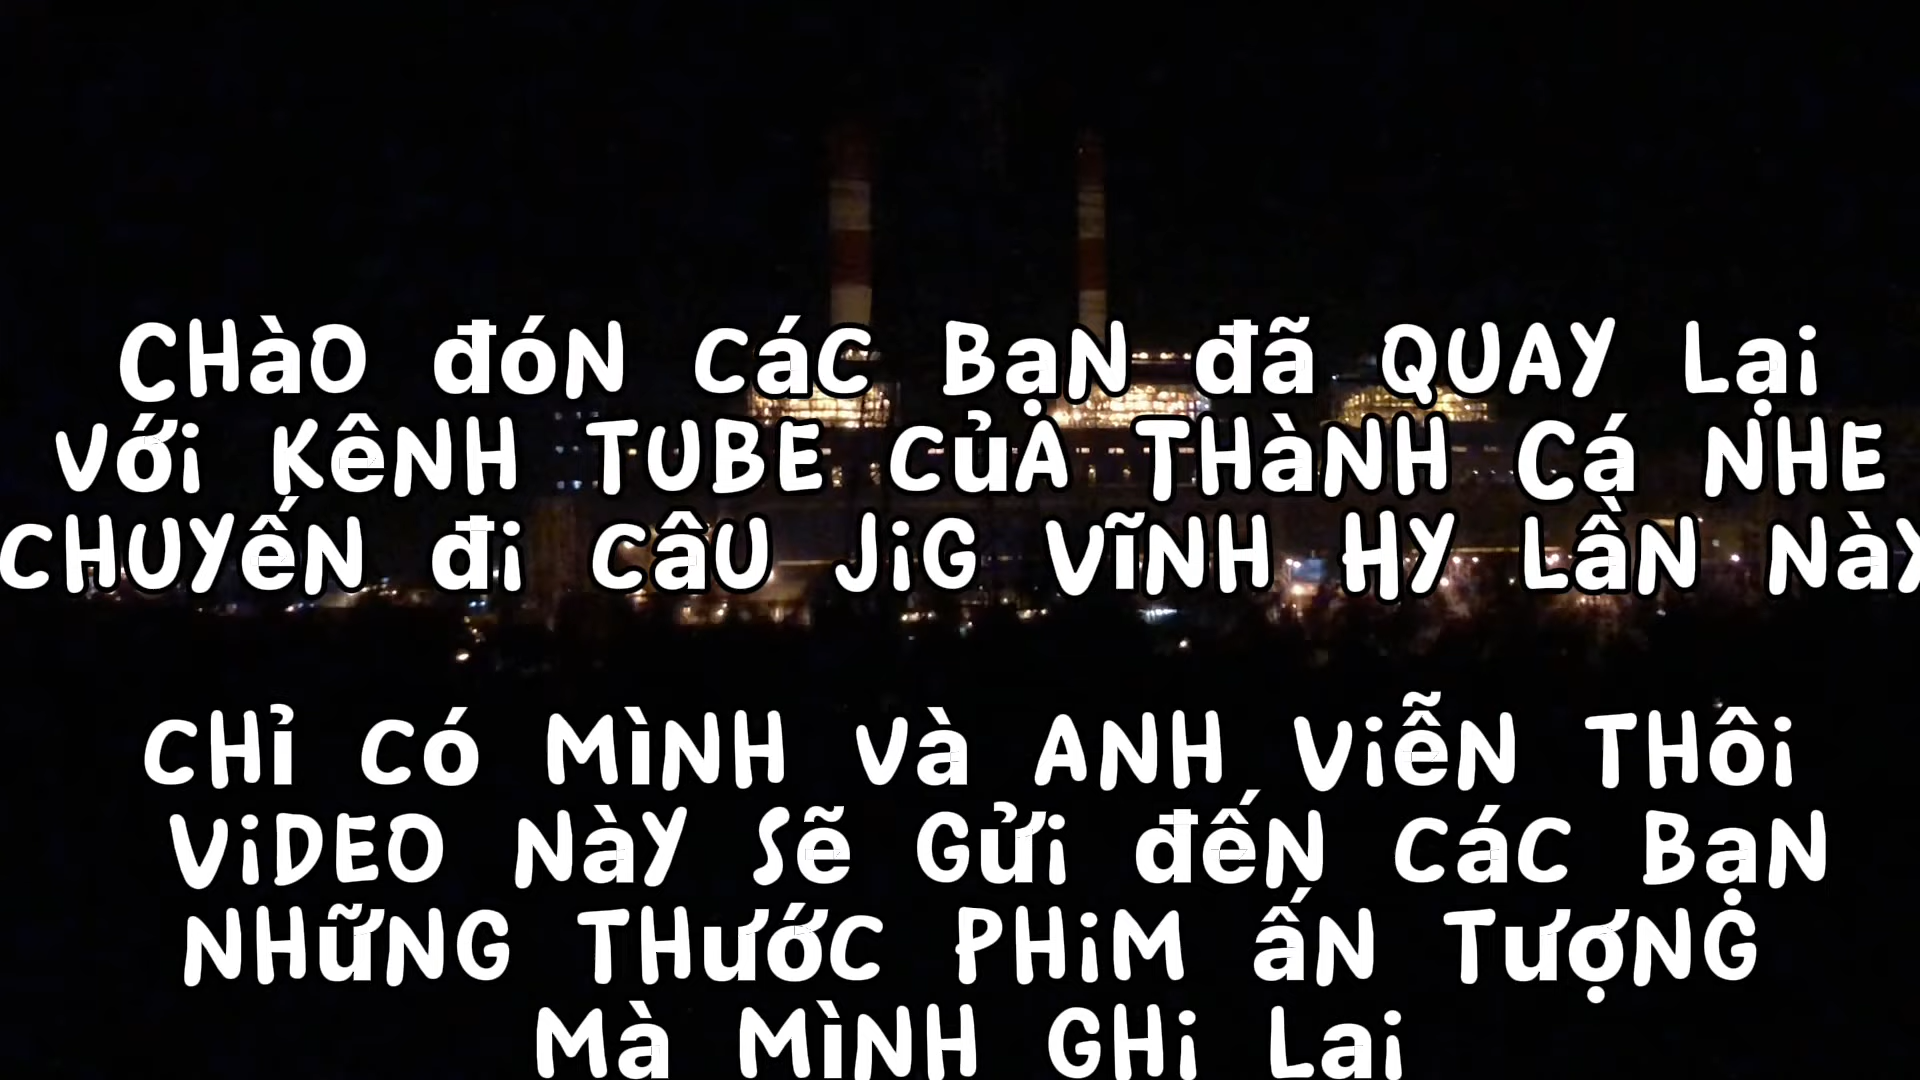 CHàO đóN CáC BạN đã QUAY Lại
Với KêNH TUBE CủA THàNH Cá NHE
CHUYếN đi CâU JiG VĩNH HY LầN NàY
CHỉ Có MìNH Và ANH ViễN THôi
ViDEO NàY Sẽ Gửi đếN CáC BạN
NHữNG THướC PHiM ấN TượNG
Mà MìNH GHi Lại